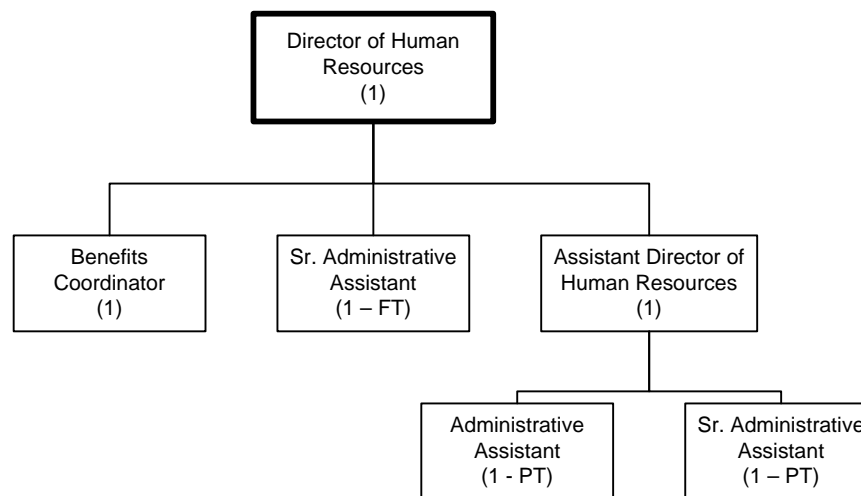 Director of Human
Resources
(1)
Benefits
Coordinator
(1)
Sr. Administrative
Assistant
(1 – FT)
Assistant Director of
Human Resources
(1)
Administrative
Assistant
(1 - PT)
Sr. Administrative
Assistant
(1 – PT)